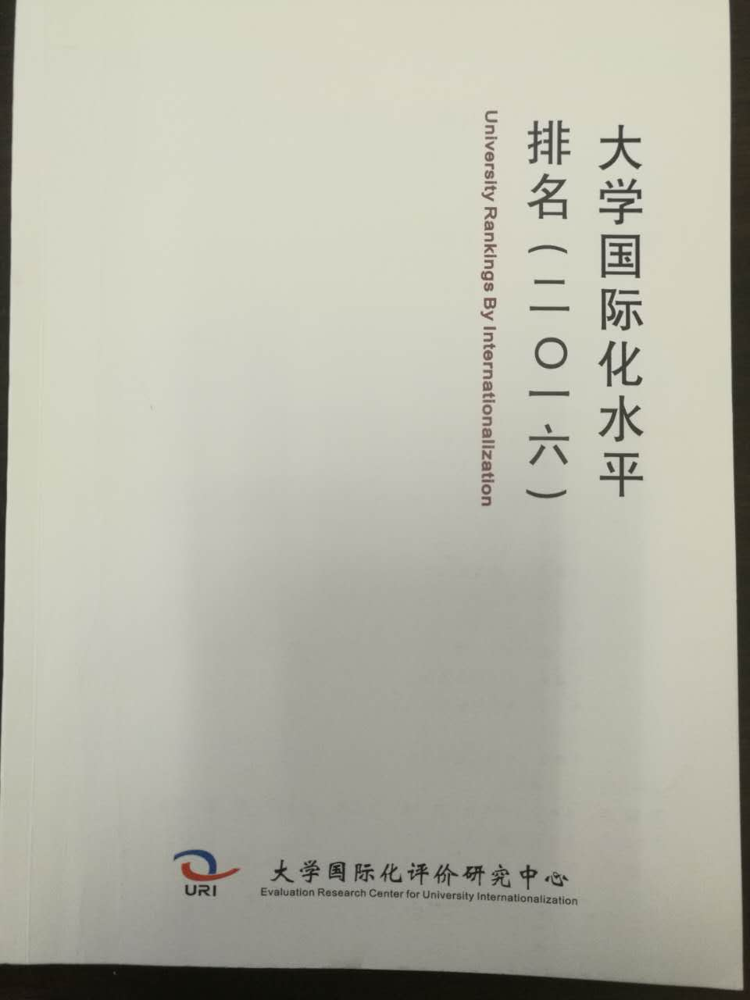 大学国际化水平
排名（二〇一六）
University Rankings By Internationalization
URI
大学国际化评价研究中心
Evaluation Research Center for University Internationalization